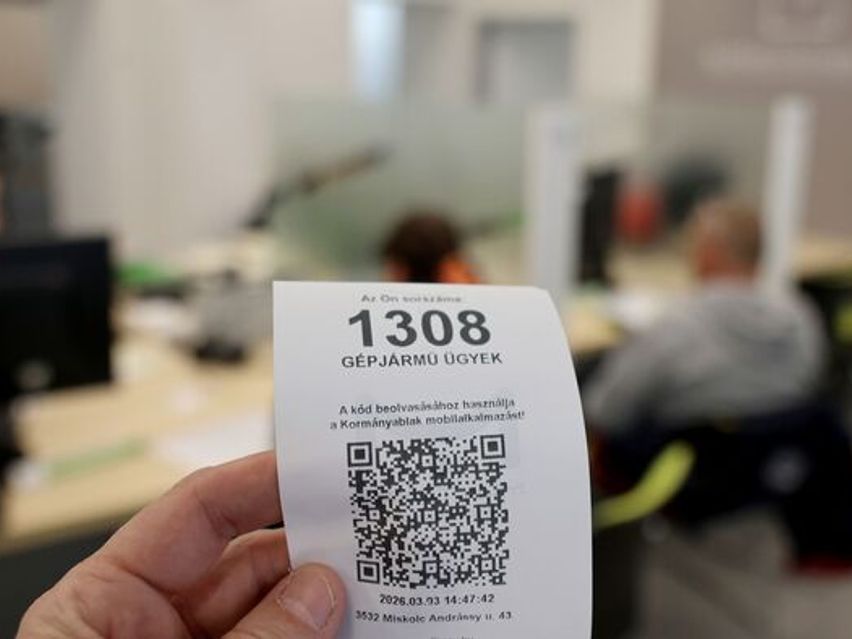 Az Ön sorszáma:
1308
GÉPJÁRMŰ ÜGYEK
A kód beolvasásához használja
a Kormányablak mobilalkalmazást!
2026.03.03 14:47:42
3532 Miskolc Andrássy u. 43.